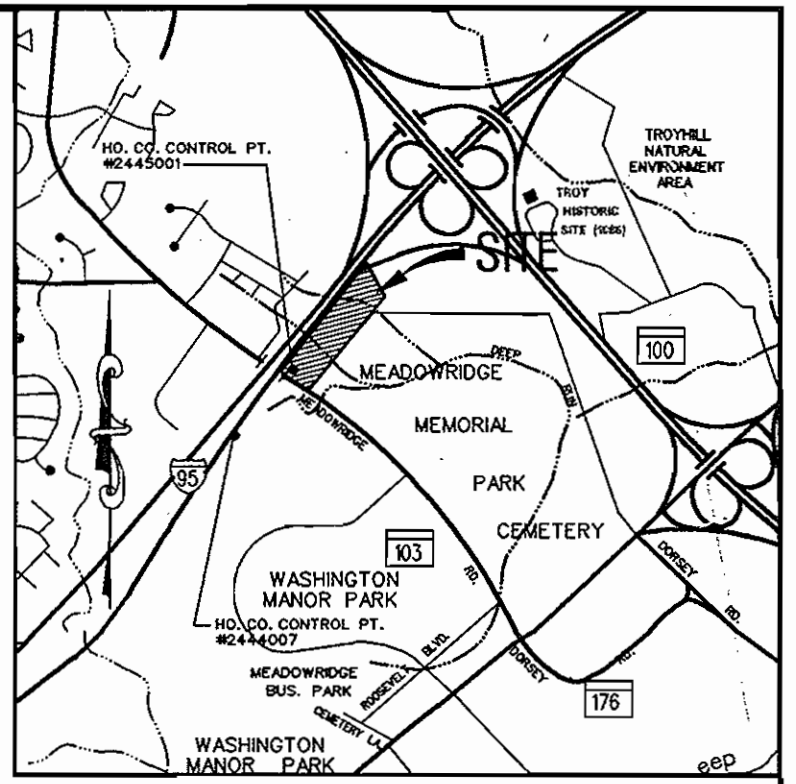 HO. CO. CONTROL PT.
#2445001
TROYHILL
NATURAL
ENVIRONMENT
AREA
TROY
HISTORIC
SITE
SITE
100
MEADOWRIDGE
DEEP
RUN
MEADOWRIDGE
MEMORIAL
PARK
CEMETERY
95
103
RD.
WASHINGTON
MANOR PARK
DORSEY
RD.
HO. CO. CONTROL PT.
#2444007
MEADOWRIDGE
BUS. PARK
ROOSEVELT
BLVD.
DORSEY
RD.
176
CEMETERY LA.
WASHINGTON
MANOR PARK
eep